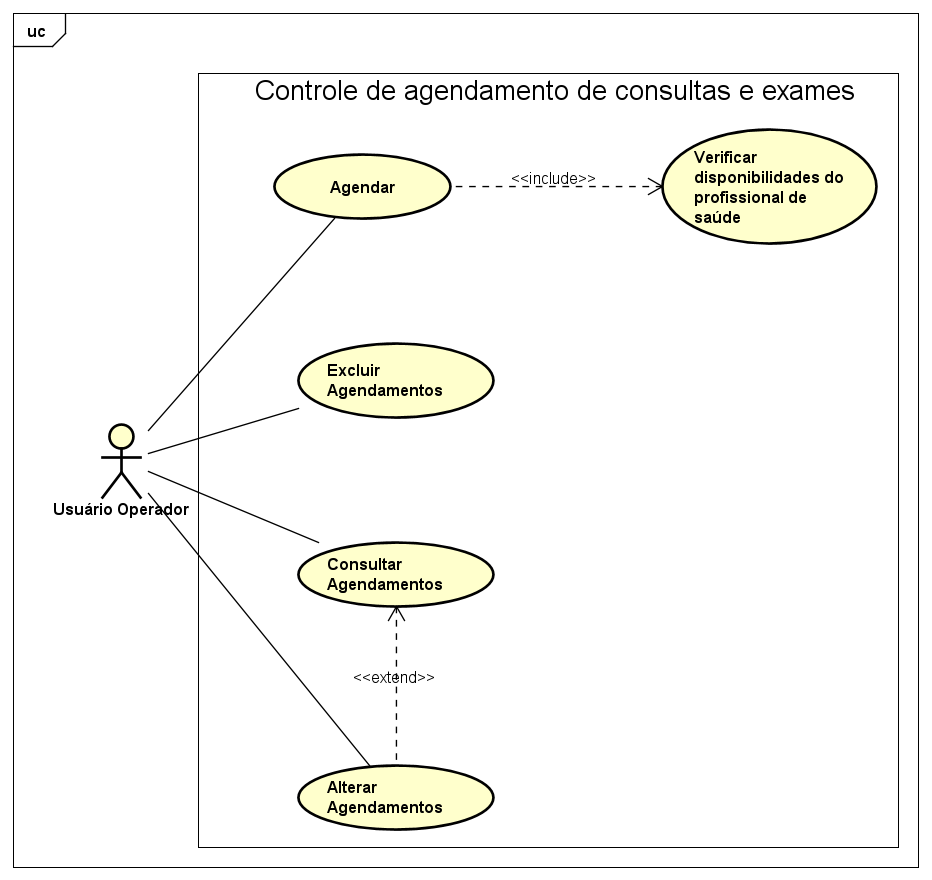 uc
Controle de agendamento de consultas e exames
Agendar
<<include>>
Verificar
disponibilidades do
profissional de
saúde
Excluir
Agendamentos
Usuário Operador
Consultar
Agendamentos
<<extend>>
Alterar
Agendamentos